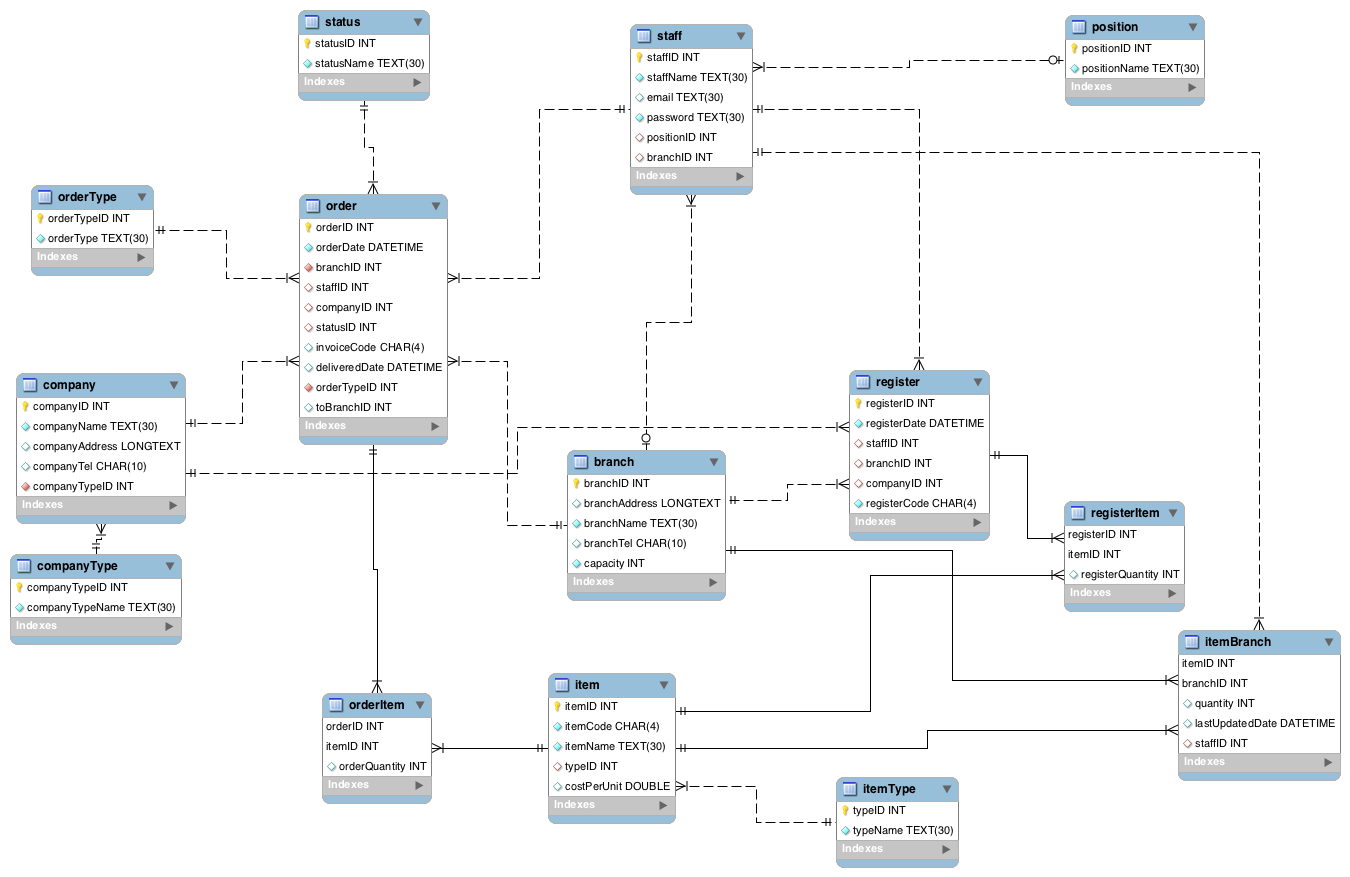 status
statusID INT
statusName TEXT(30)
Indexes
staff
staffID INT
staffName TEXT(30)
email TEXT(30)
password TEXT(30)
positionID INT
branchID INT
Indexes
position
positionID INT
positionName TEXT(30)
Indexes
orderType
orderTypeID INT
orderType TEXT(30)
Indexes
order
orderID INT
orderDate DATETIME
branchID INT
staffID INT
companyID INT
statusID INT
invoiceCode CHAR(4)
deliveredDate DATETIME
orderTypeID INT
toBranchID INT
Indexes
company
companyID INT
companyName TEXT(30)
companyAddress LONGTEXT
companyTel CHAR(10)
companyTypeID INT
Indexes
register
registerID INT
registerDate DATETIME
staffID INT
branchID INT
companyID INT
registerCode CHAR(4)
Indexes
branch
branchID INT
branchAddress LONGTEXT
branchName TEXT(30)
branchTel CHAR(10)
capacity INT
Indexes
registerItem
registerID INT
itemID INT
registerQuantity INT
Indexes
companyType
companyTypeID INT
companyTypeName TEXT(30)
Indexes
itemBranch
itemID INT
branchID INT
quantity INT
lastUpdatedDate DATETIME
staffID INT
Indexes
orderItem
orderID INT
itemID INT
orderQuantity INT
Indexes
item
itemID INT
itemCode CHAR(4)
itemName TEXT(30)
typeID INT
costPerUnit DOUBLE
Indexes
itemType
typeID INT
typeName TEXT(30)
Indexes